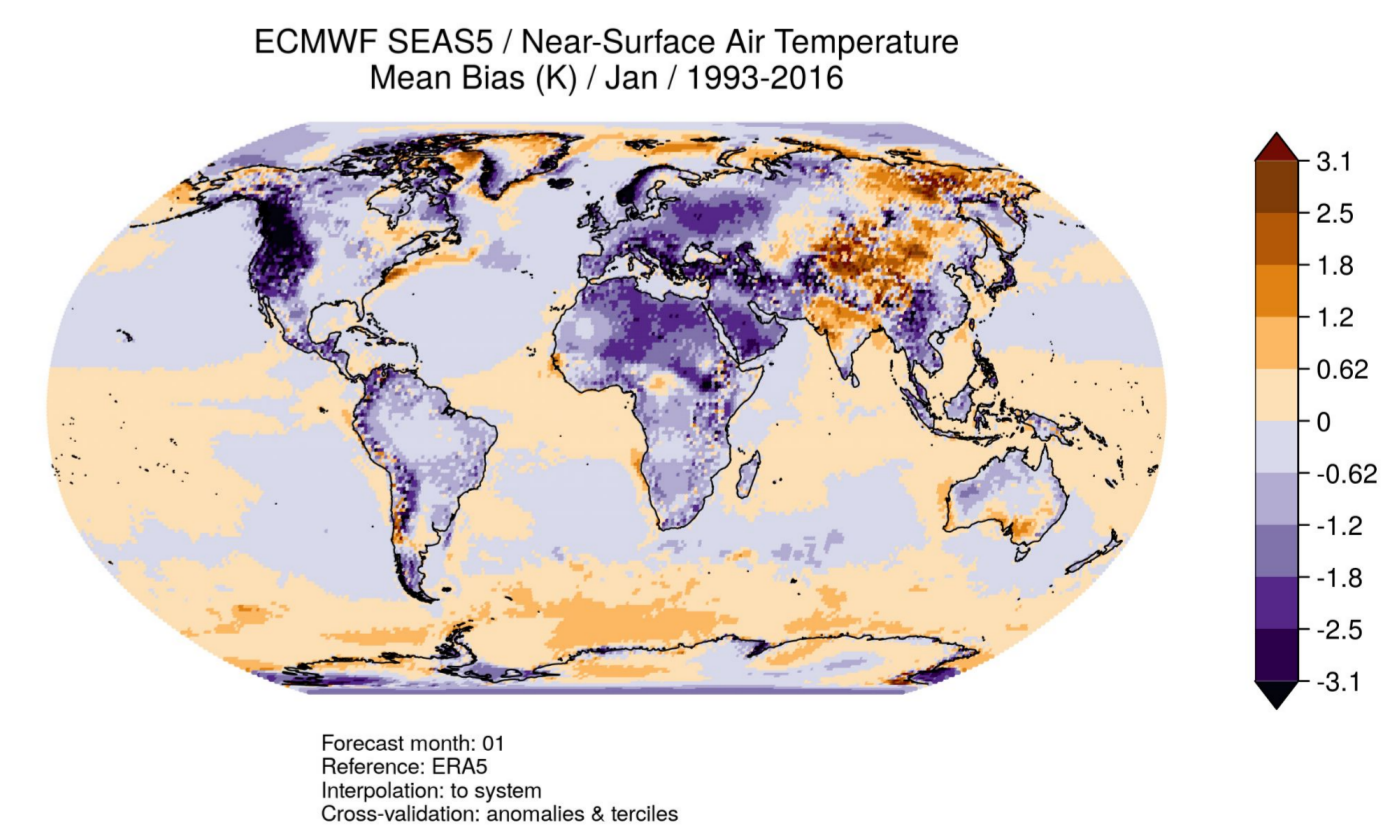 ECMWF SEAS5 / Near-Surface Air Temperature
Mean Bias (K) / Jan / 1993-2016
3.1
2.5
1.8
1.2
0.62
0
-0.62
-1.2
-1.8
-2.5
-3.1
Forecast month: 01
Reference: ERA5
Interpolation: to system
Cross-validation: anomalies & terciles